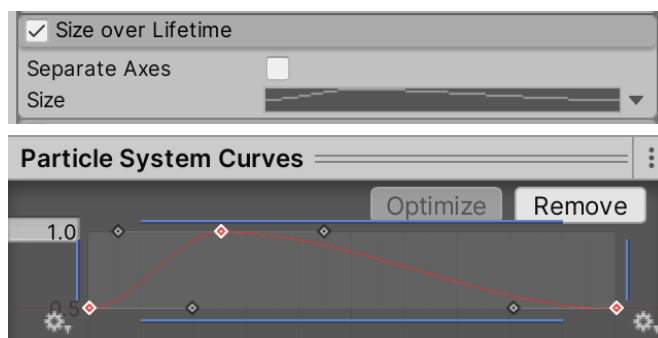 Size over Lifetime
Separate Axes
Size
Particle System Curves
Optimize Remove
1.0
0.5